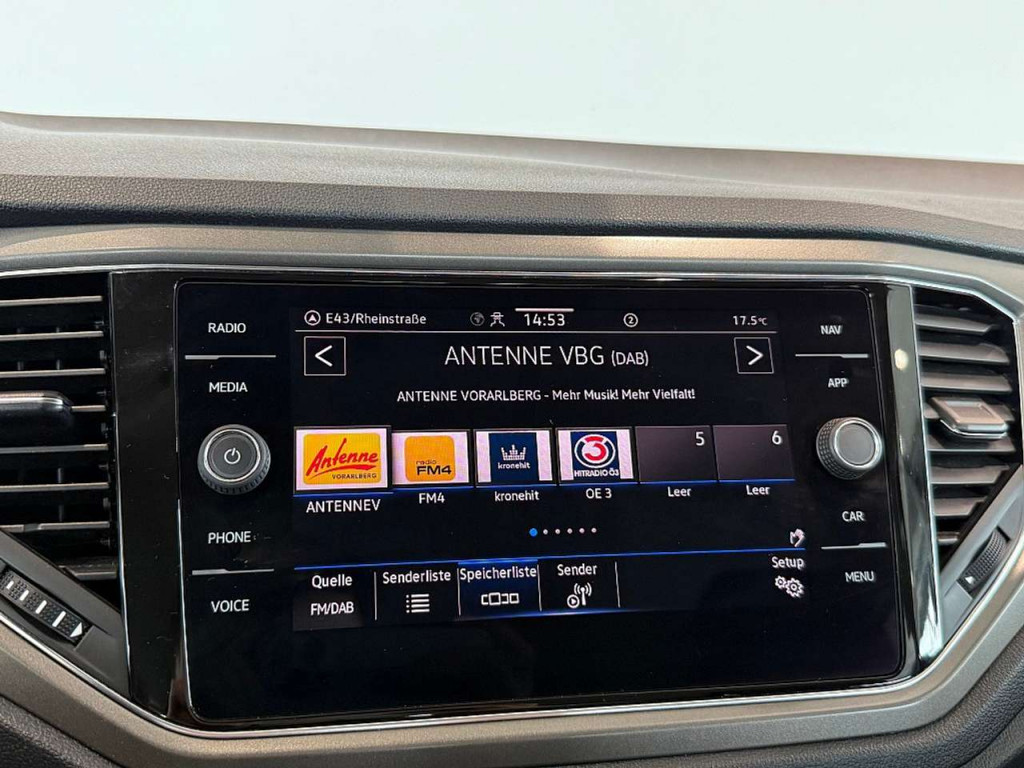 RADIO
MEDIA
PHONE
VOICE
E43/Rheinstraße 14:53 2 17.5°C
< ANTENNE VBG (DAB) >
ANTENNE VORARLBERG - Mehr Musik! Mehr Vielfalt!
Antenne
VORARLBERG
radio
FM4
kronehit
3
HITRADIO Ö3
5
6
ANTENNEV FM4 kronehit OE 3 Leer Leer
Quelle Senderliste Speicherliste Sender Setup
FM/DAB
NAV
APP
CAR
MENU